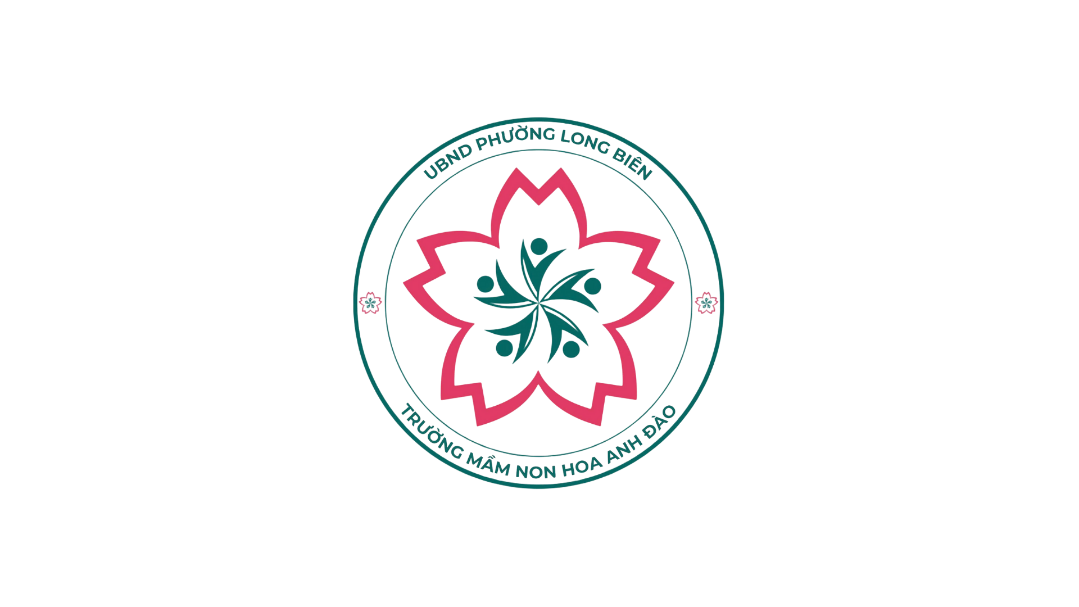 UBND PHƯỜNG LONG BIÊN
TRƯỜNG MẦM NON HOA ANH ĐÀO